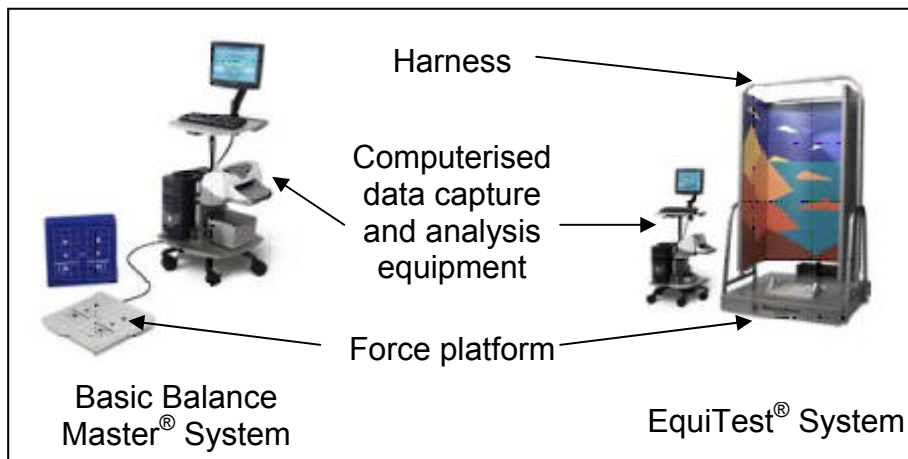 Harness
Computerised
data capture
and analysis
equipment
Force platform
Basic Balance
Master® System
EquiTest® System